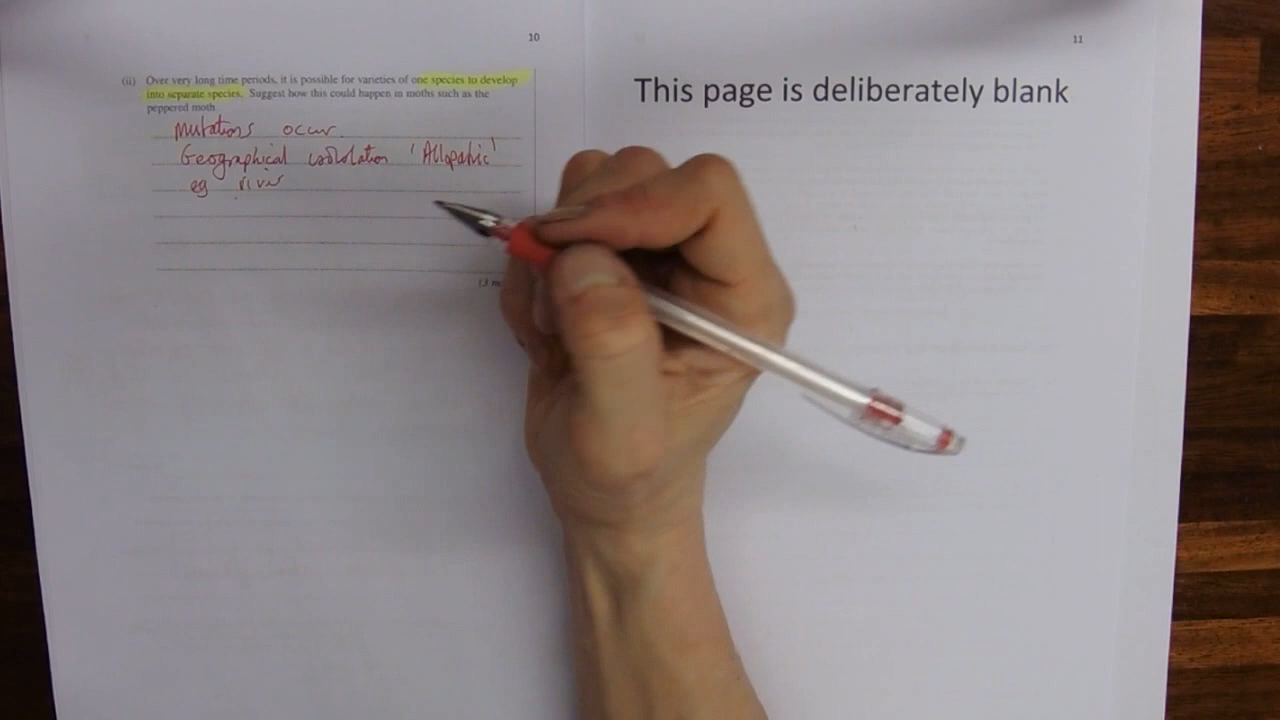 10
(ii) Over very long time periods, it is possible for varieties of one species to develop
into separate species. Suggest how this could happen in moths such as the
peppered moth
Mutations occur.
Geographical 'Allopatric'
eg river
(3
11
This page is deliberately blank